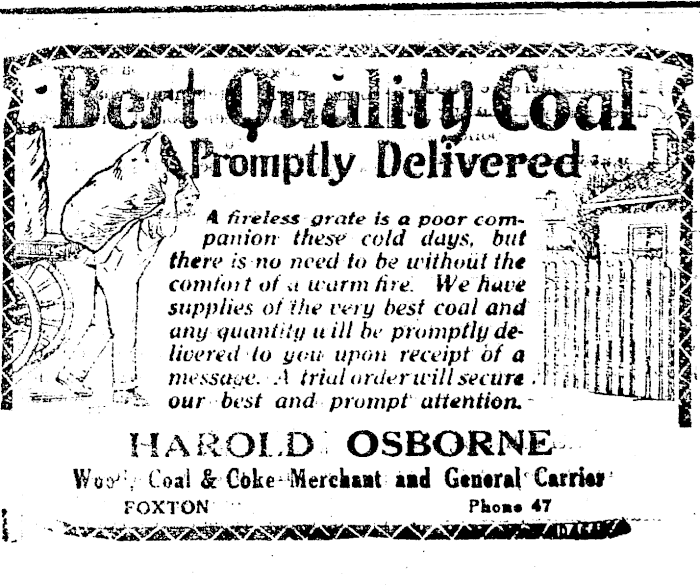 Best Quality Coal
Promptly Delivered
A fireless grate is a poor com-
panion these cold days, but
there is no need to be without the
comfort of a warm fire. We have
supplies of the very best coal and
any quantity will be promptly de-
livered to you upon receipt of a
message. A trial order will secure
our best and prompt attention.
HAROLD OSBORNE
Coal & Coke Merchant and General Carrier
FOXTON Phone 47